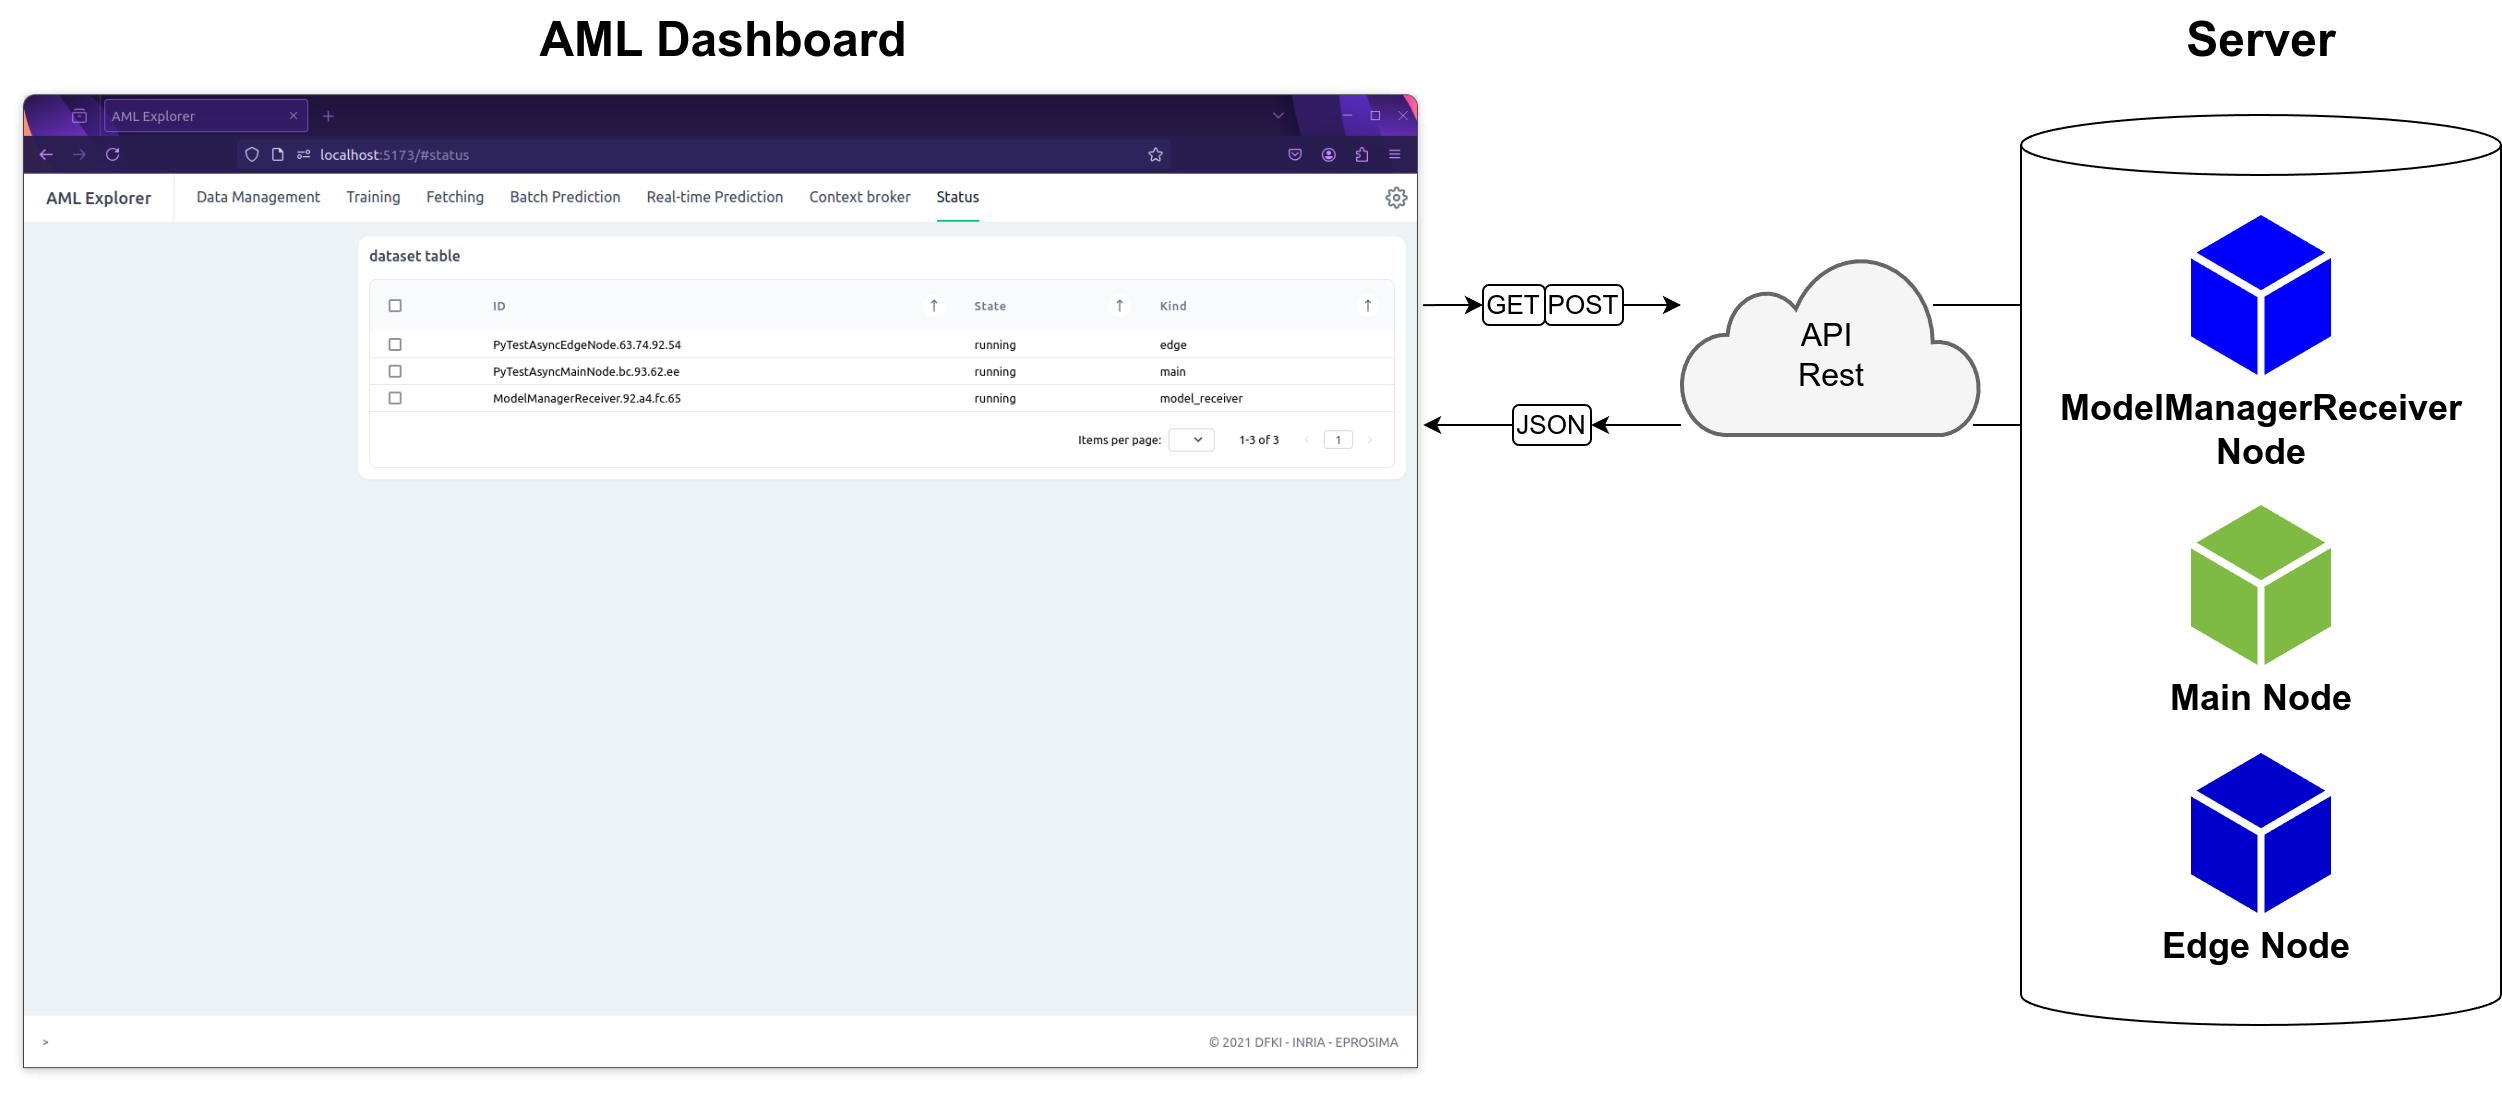 AML Dashboard
Server
AML Explorer
localhost:5173/#status
AML Explorer
Data Management
Training
Fetching
Batch Prediction
Real-time Prediction
Context broker
Status
dataset table
ID
State
Kind
PyTestAsyncEdgeNode.63.74.92.54
running
edge
PyTestAsyncMainNode.bc.93.62.ee
running
main
ModelManagerReceiver.92.a4.fc.65
running
model_receiver
Items per page:
1-3 of 3
1
> 
© 2021 DFKI - INRIA - EPROSIMA
GET
POST
JSON
API
Rest
ModelManagerReceiver
Node
Main Node
Edge Node